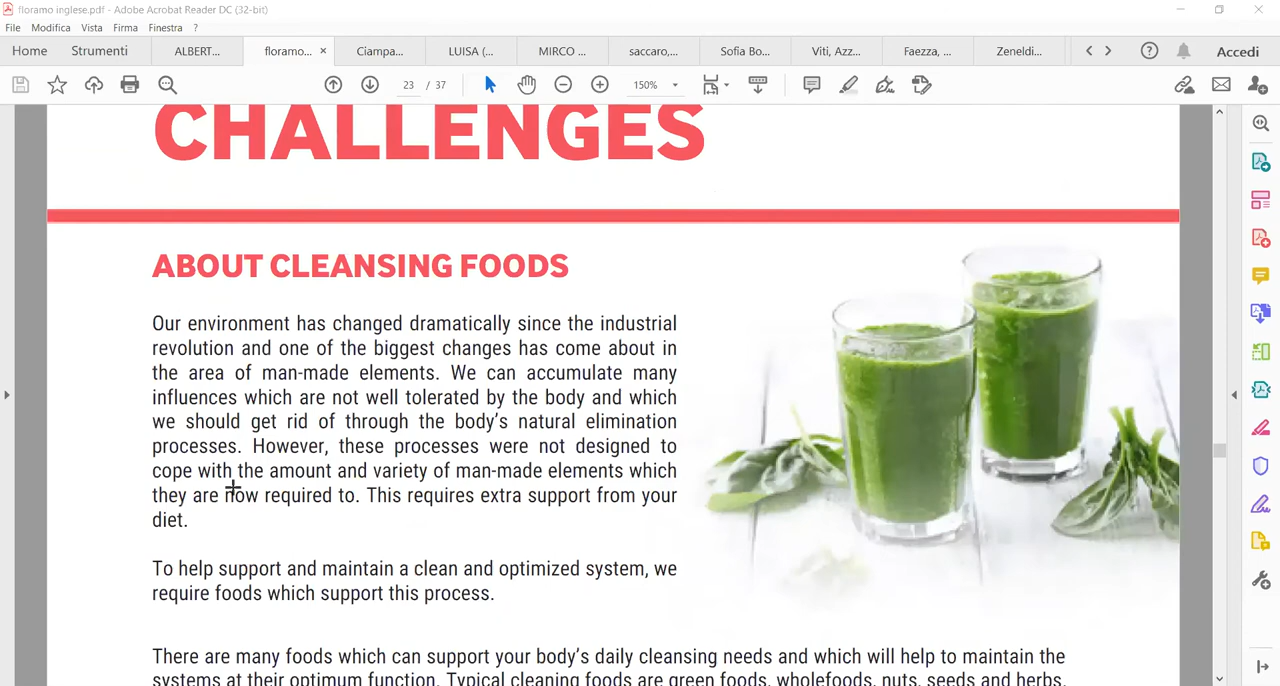 floramo inglese.pdf - Adobe Acrobat Reader DC (32-bit)
File Modifica Vista Firma Finestra ?
Home Strumenti ALBERT... floramo... × Ciampa... LUISA (... MIRCO ... saccaro,... Sofia Bo... Viti, Azz... Faezza, ... Zeneldi... Accedi
23 / 37 150%
CHALLENGES
ABOUT CLEANSING FOODS
Our environment has changed dramatically since the industrial
revolution and one of the biggest changes has come about in
the area of man-made elements. We can accumulate many
influences which are not well tolerated by the body and which
we should get rid of through the body's natural elimination
processes. However, these processes were not designed to
cope with the amount and variety of man-made elements which
they are now required to. This requires extra support from your
diet.
To help support and maintain a clean and optimized system, we
require foods which support this process.
There are many foods which can support your body's daily cleansing needs and which will help to maintain the
systems at their optimum function. Typical cleaning foods are green foods, wholefoods, nuts, seeds and herbs.